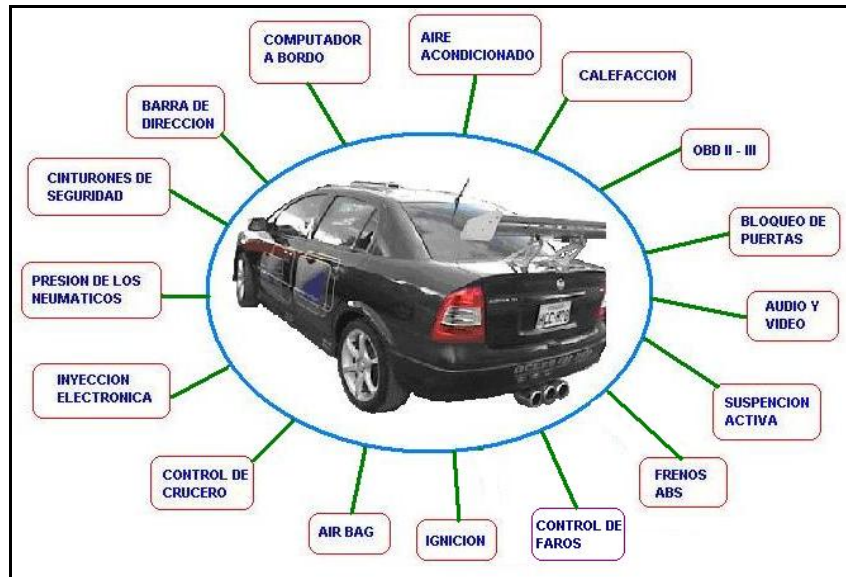 COMPUTADOR
A BORDO
AIRE
ACONDICIONADO
CALEFACCION
BARRA DE
DIRECCION
OBD II - III
CINTURONES DE
SEGURIDAD
BLOQUEO DE
PUERTAS
PRESION DE LOS
NEUMATICOS
AUDIO Y
VIDEO
INYECCION
ELECTRONICA
SUSPENCION
ACTIVA
CONTROL DE
CRUCERO
FRENOS
ABS
AIR BAG
IGNICION
CONTROL DE
FAROS